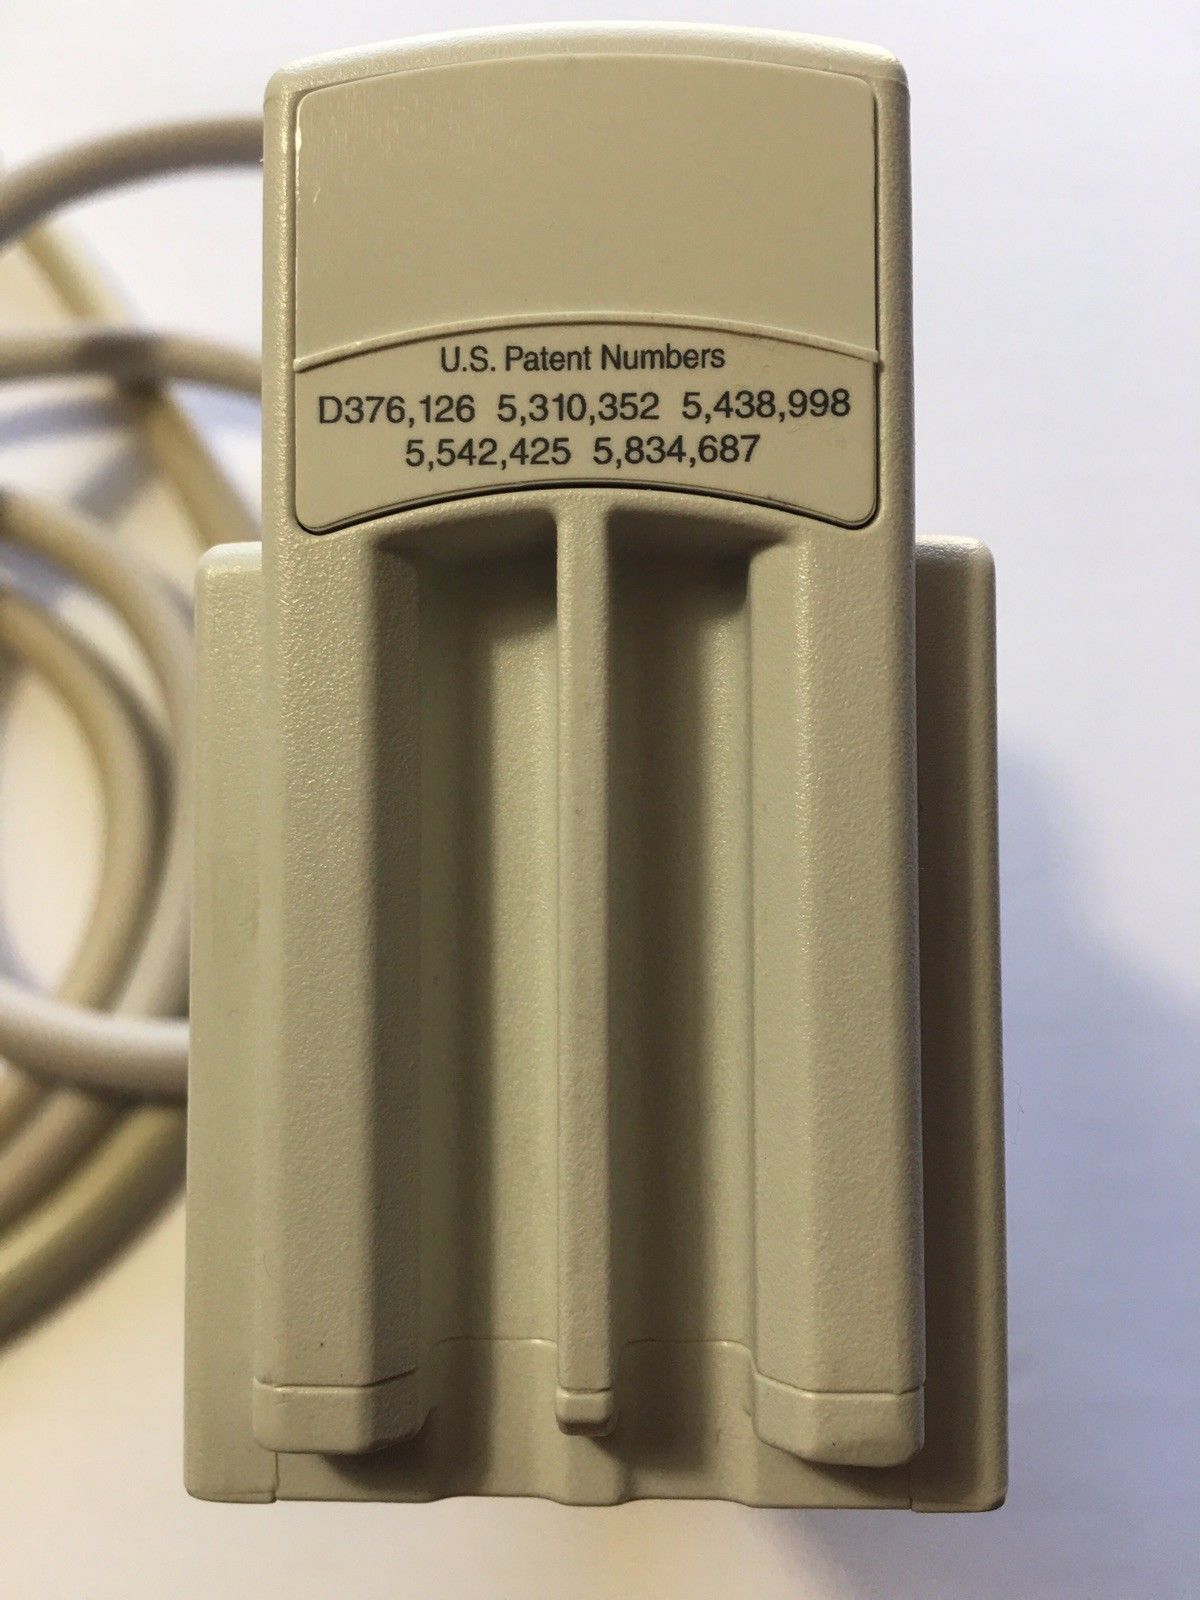 U.S. Patent Numbers
D376,126 5,310,352 5,438,998
5,542,425 5,834,687